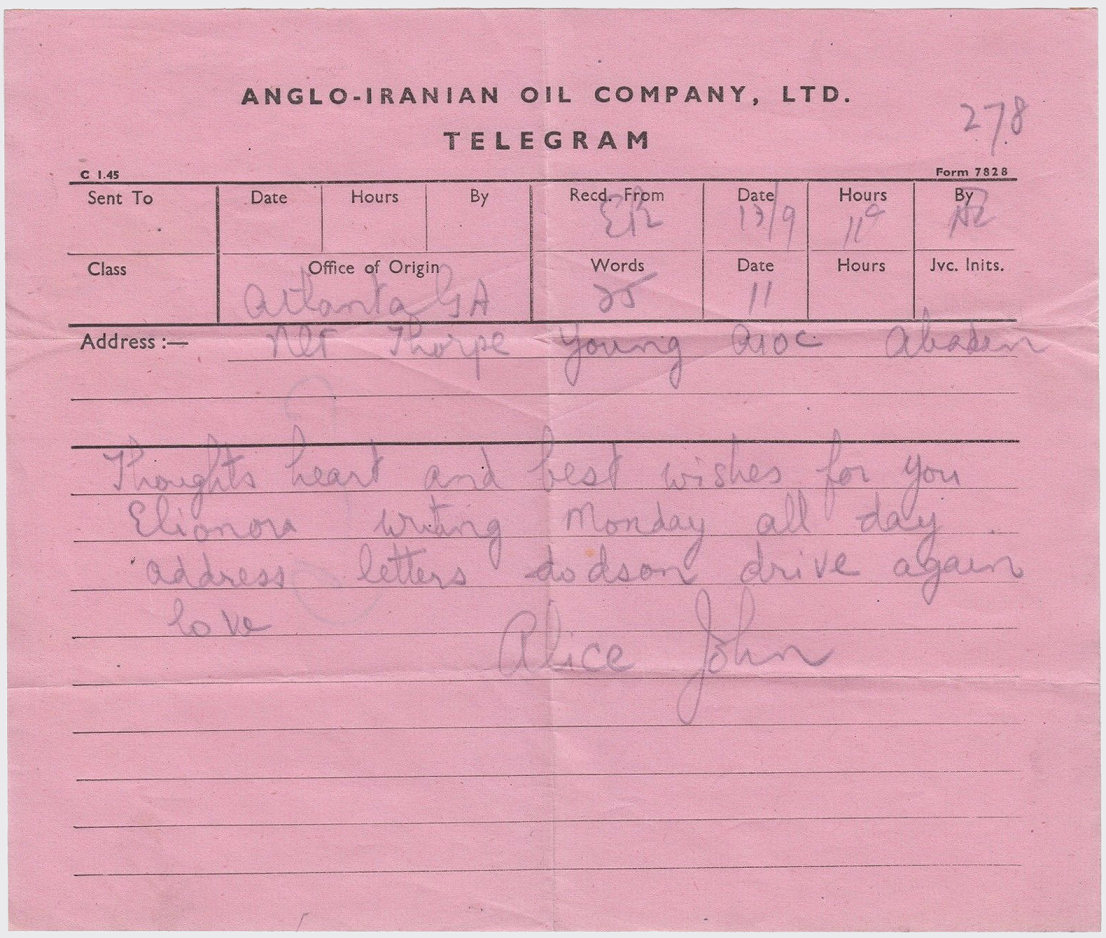 ANGLO-IRANIAN OIL COMPANY, LTD.
278
TELEGRAM
C 1.45 Form 7828
Sent To Date Hours By Recd. From Date Hours By
13/9
Class Office of Origin Words Date Hours Jvc. Inits.
Atlanta GA 25 11
Address :— NLT Thorpe Young AIOC Abadan
Thoughts heart and best wishes for you
Elionora writing Monday all day
address letters dodson drive again
love
Alice John